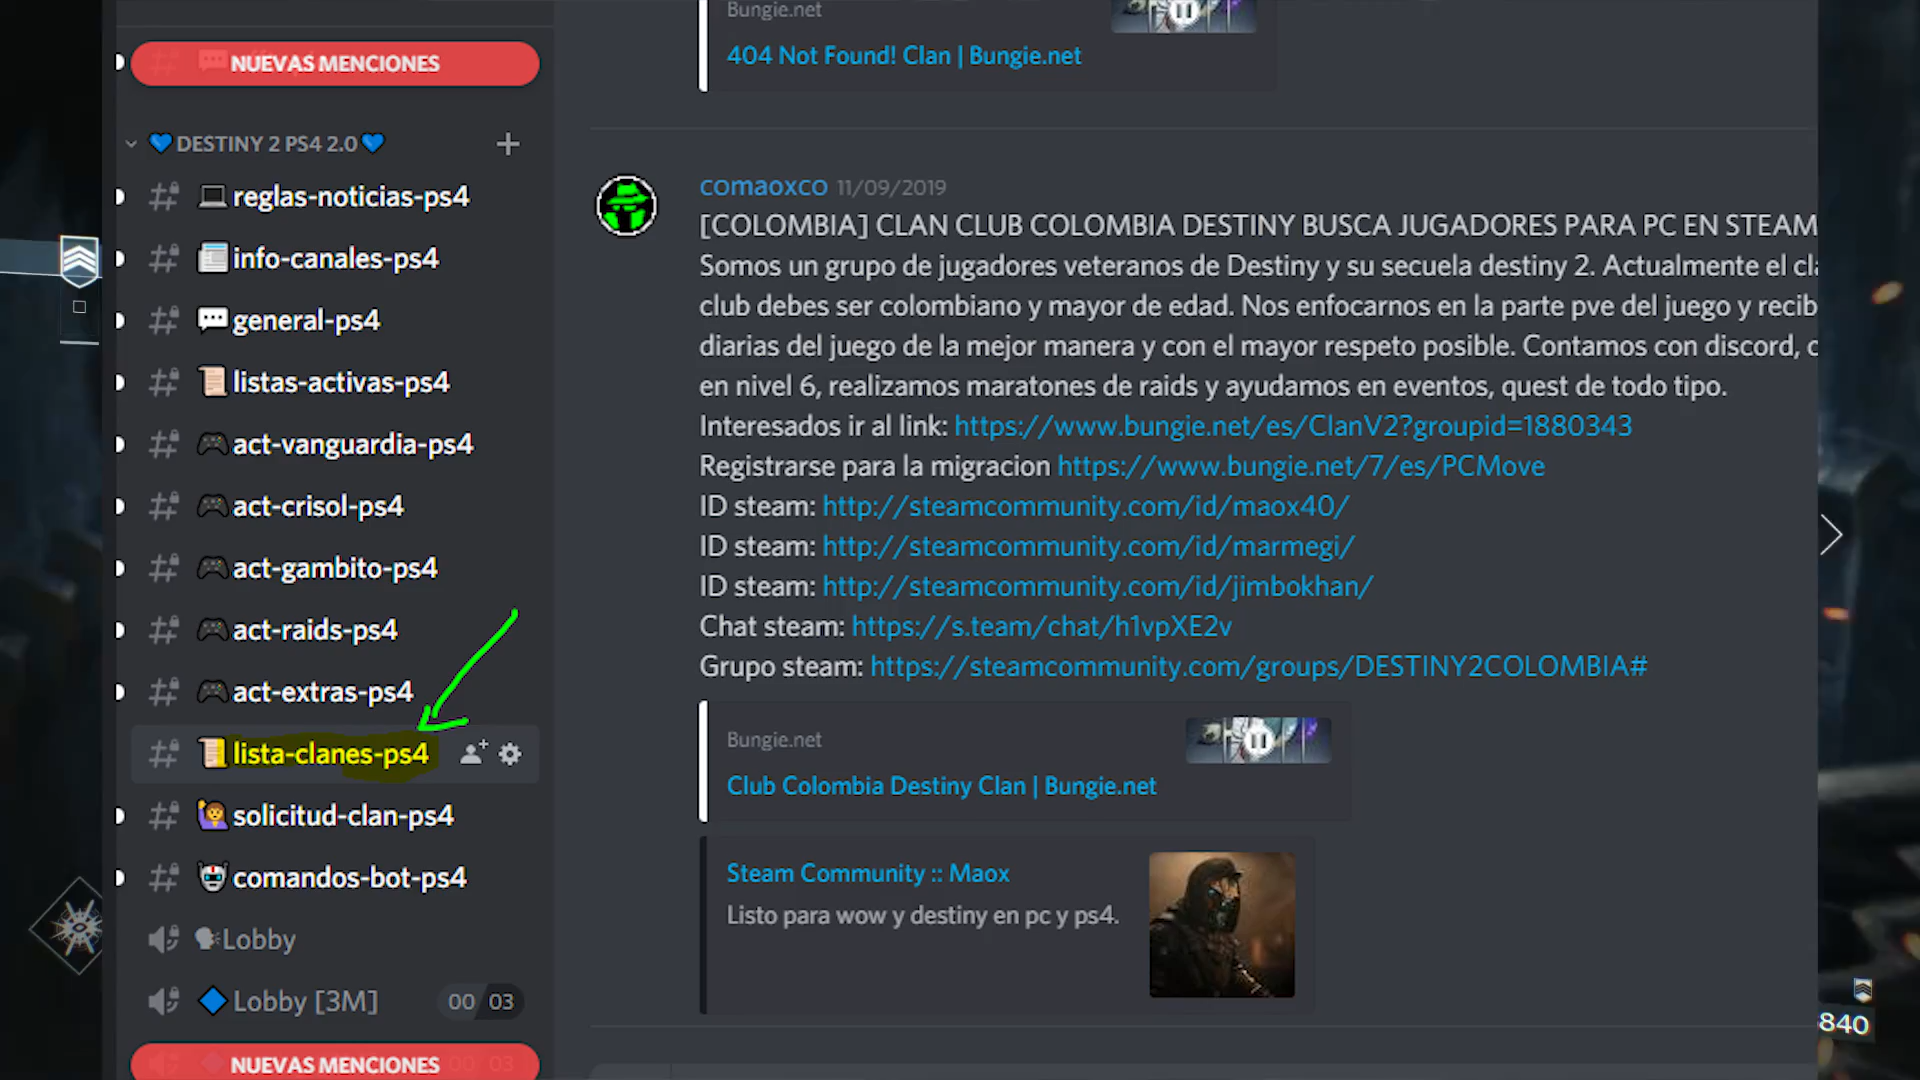 NUEVAS MENCIONES
DESTINY 2 PS4 2.0
reglas-noticias-ps4
info-canales-ps4
general-ps4
listas-activas-ps4
act-vanguardia-ps4
act-crisol-ps4
act-gambito-ps4
act-raids-ps4
act-extras-ps4
lista-clanes-ps4
solicitud-clan-ps4
comandos-bot-ps4
Lobby
Lobby [3M] 00 03
NUEVAS MENCIONES 00 03
Bungie.net
404 Not Found! Clan | Bungie.net
comaoxco 11/09/2019
[COLOMBIA] CLAN CLUB COLOMBIA DESTINY BUSCA JUGADORES PARA PC EN STEAM
Somos un grupo de jugadores veteranos de Destiny y su secuela destiny 2. Actualmente el cl
club debes ser colombiano y mayor de edad. Nos enfocarnos en la parte pve del juego y recib
diarias del juego de la mejor manera y con el mayor respeto posible. Contamos con discord, c
en nivel 6, realizamos maratones de raids y ayudamos en eventos, quest de todo tipo.
Interesados ir al link: https://www.bungie.net/es/ClanV2?groupid=1880343
Registrarse para la migracion https://www.bungie.net/7/es/PCMove
ID steam: http://steamcommunity.com/id/maox40/
ID steam: http://steamcommunity.com/id/marmegi/
ID steam: http://steamcommunity.com/id/jimbokhan/
Chat steam: https://s.team/chat/h1vpXE2v
Grupo steam: https://steamcommunity.com/groups/DESTINY2COLOMBIA#
Bungie.net
Club Colombia Destiny Clan | Bungie.net
Steam Community :: Maox
Listo para wow y destiny en pc y ps4.
840